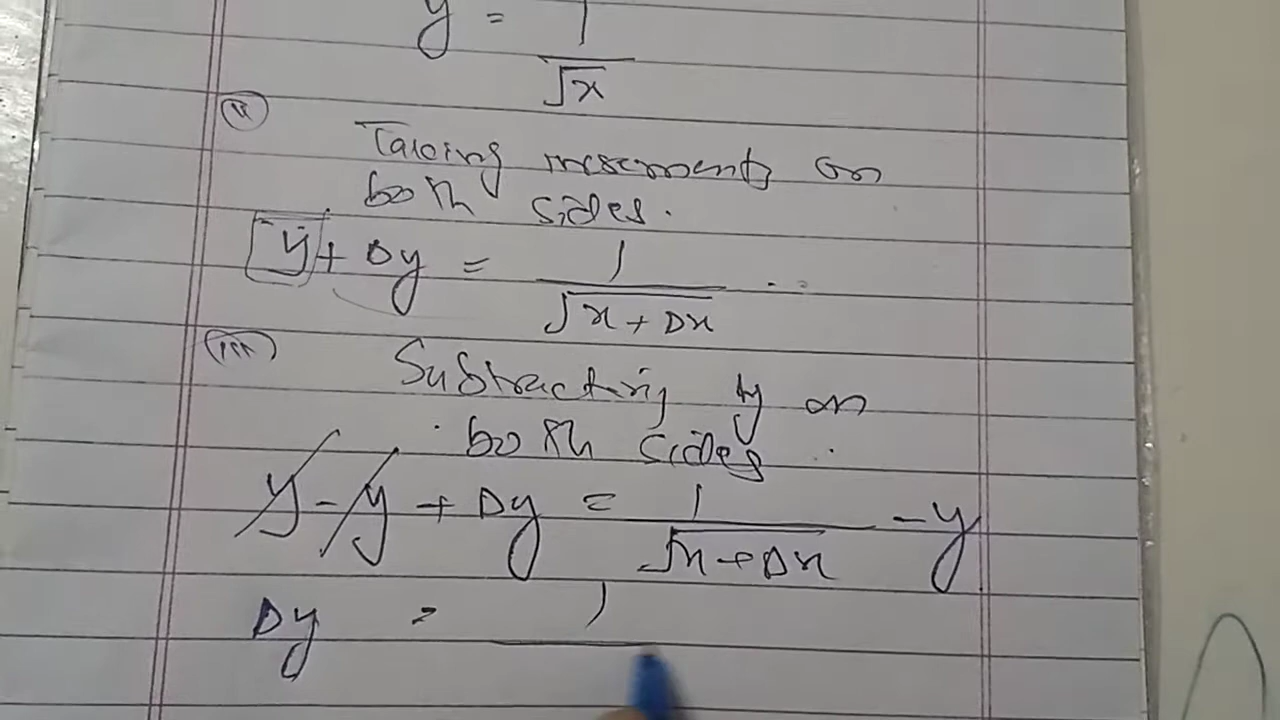 y = 1/√x
(ii)
Taking increments on
both sides.
y + Δy = 1/√x+Δx
(iii) Subtracting y on
both sides.
y - y + Δy = 1/√x+Δx - y
Δy = 1